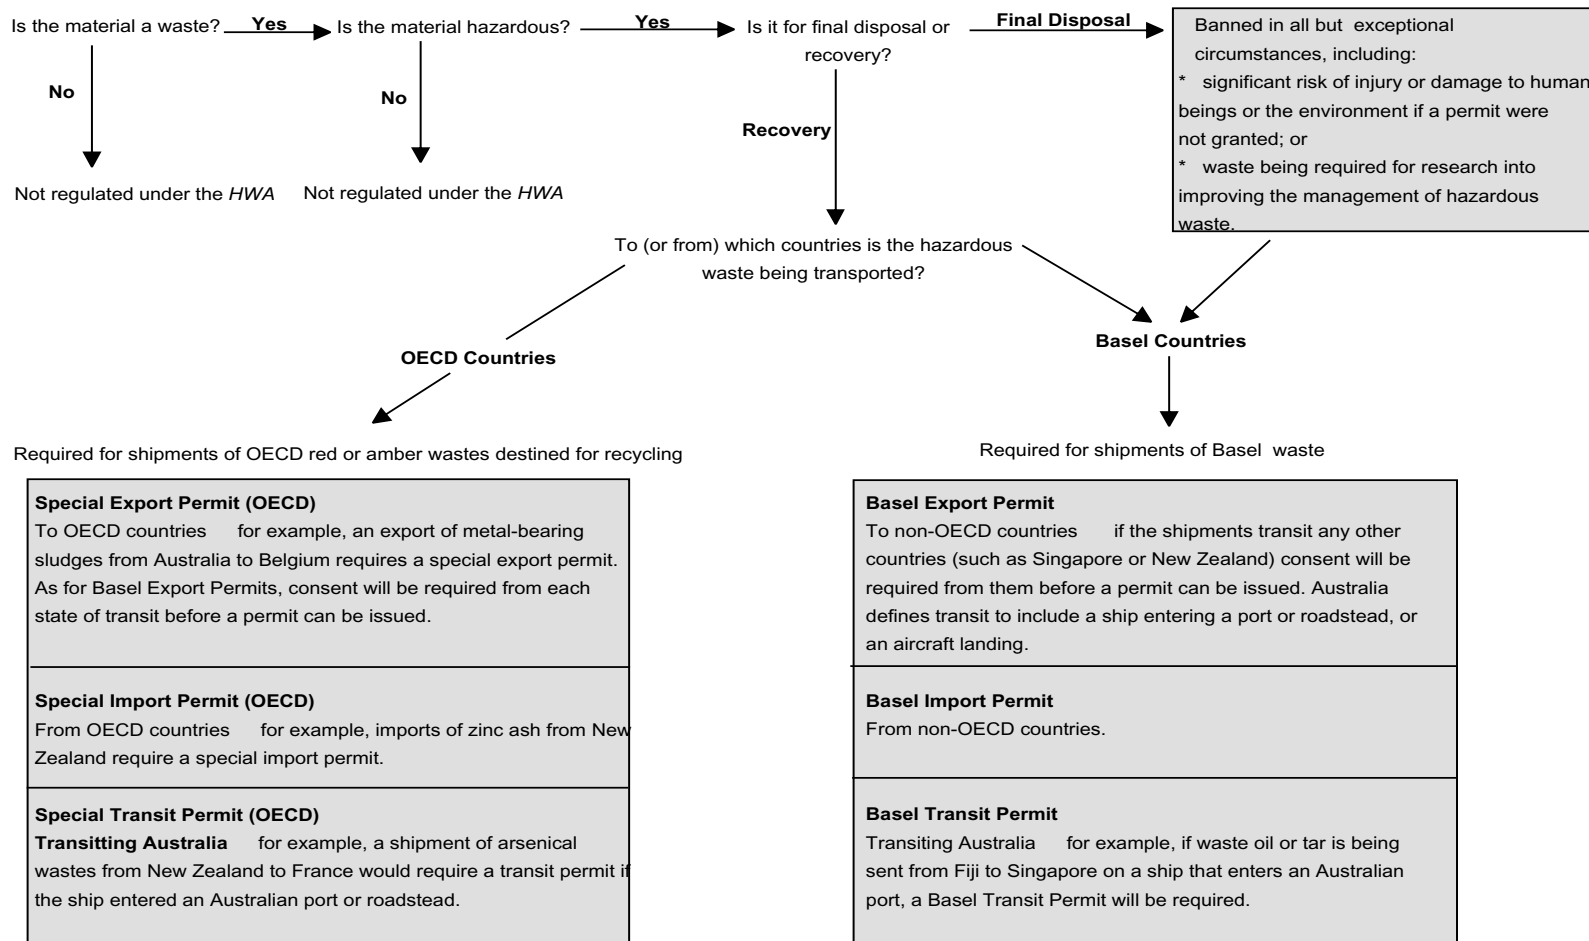 Is the material a waste?
Yes
Is the material hazardous?
Yes
Is it for final disposal or
recovery?
Final Disposal
Banned in all but exceptional
circumstances, including:
* significant risk of injury or damage to human
beings or the environment if a permit were
not granted; or
* waste being required for research into
improving the management of hazardous
waste.
No
No
Recovery
Not regulated under the HWA
Not regulated under the HWA
To (or from) which countries is the hazardous
waste being transported?
OECD Countries
Basel Countries
Required for shipments of OECD red or amber wastes destined for recycling
Special Export Permit (OECD)
To OECD countries for example, an export of metal-bearing
sludges from Australia to Belgium requires a special export permit.
As for Basel Export Permits, consent will be required from each
state of transit before a permit can be issued.
Special Import Permit (OECD)
From OECD countries for example, imports of zinc ash from New
Zealand require a special import permit.
Special Transit Permit (OECD)
Transitting Australia for example, a shipment of arsenical
wastes from New Zealand to France would require a transit permit if
the ship entered an Australian port or roadstead.
Required for shipments of Basel waste
Basel Export Permit
To non-OECD countries if the shipments transit any other
countries (such as Singapore or New Zealand) consent will be
required from them before a permit can be issued. Australia
defines transit to include a ship entering a port or roadstead, or
an aircraft landing.
Basel Import Permit
From non-OECD countries.
Basel Transit Permit
Transiting Australia for example, if waste oil or tar is being
sent from Fiji to Singapore on a ship that enters an Australian
port, a Basel Transit Permit will be required.